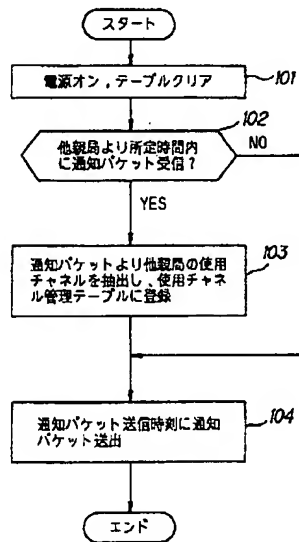 スタート
電源オン,テーブルクリア
101
102
他親局より所定時間内
に通知パケット受信?
NO
YES
通知パケットより他親局の使用
チャネルを抽出し、使用チャネ
ル管理テーブルに登録
103
通知パケット送信時刻に通知
パケット送出
104
エンド